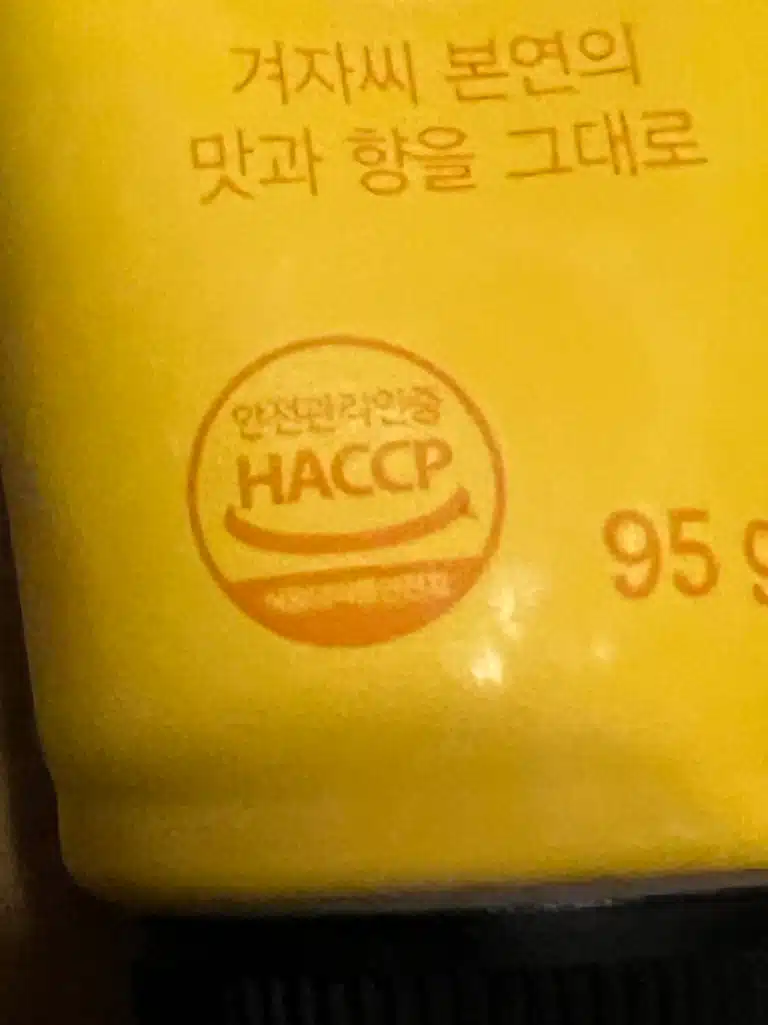 겨자씨 본연의
맛과 향을 그대로
안전관리인증
HACCP
95 g